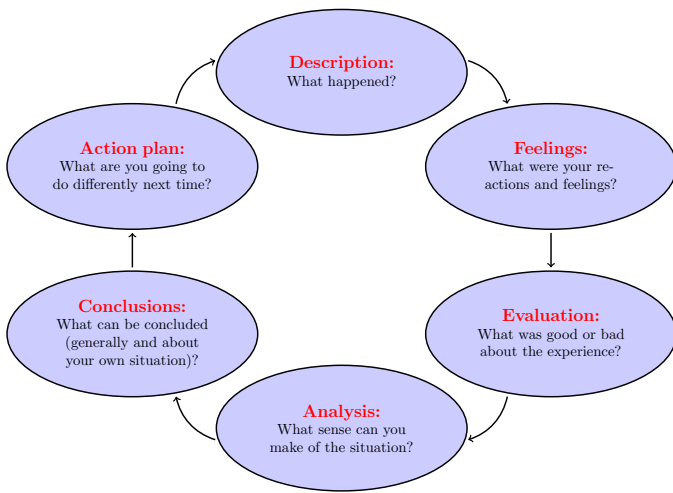 Description:
What happened?
Feelings:
What were your re-
actions and feelings?
Evaluation:
What was good or bad
about the experience?
Analysis:
What sense can you
make of the situation?
Conclusions:
What can be concluded
(generally and about
your own situation)?
Action plan:
What are you going to
do differently next time?